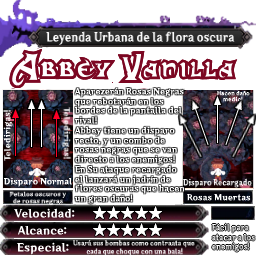 Leyenda Urbana de la flora oscura
Abbey Vanilla
Teledirigas!
Teledirigas!
Disparo Normal
Petalos oscuros y
de rosas negras
Aparezerán Rosas Negras
que rebotarán en los
bordes de la pantalla del
rival!
Abbey tiene un disparo
recto, y un combo de
rosas negras que se van
directo a los enemigos!
En Su ataque recargado
el lanzará un jadrín de
flores oscuras que hacen
un gran daño!
Hacen daño
medio!
Disparo Recargado
Rosas Muertas
Velocidad: ★★★★★
Alcance: ★★★★★
Especial: Usará sus bombas como contraata que
cada que choque con una bala!
Fácil para
atacar a los
enemigos!